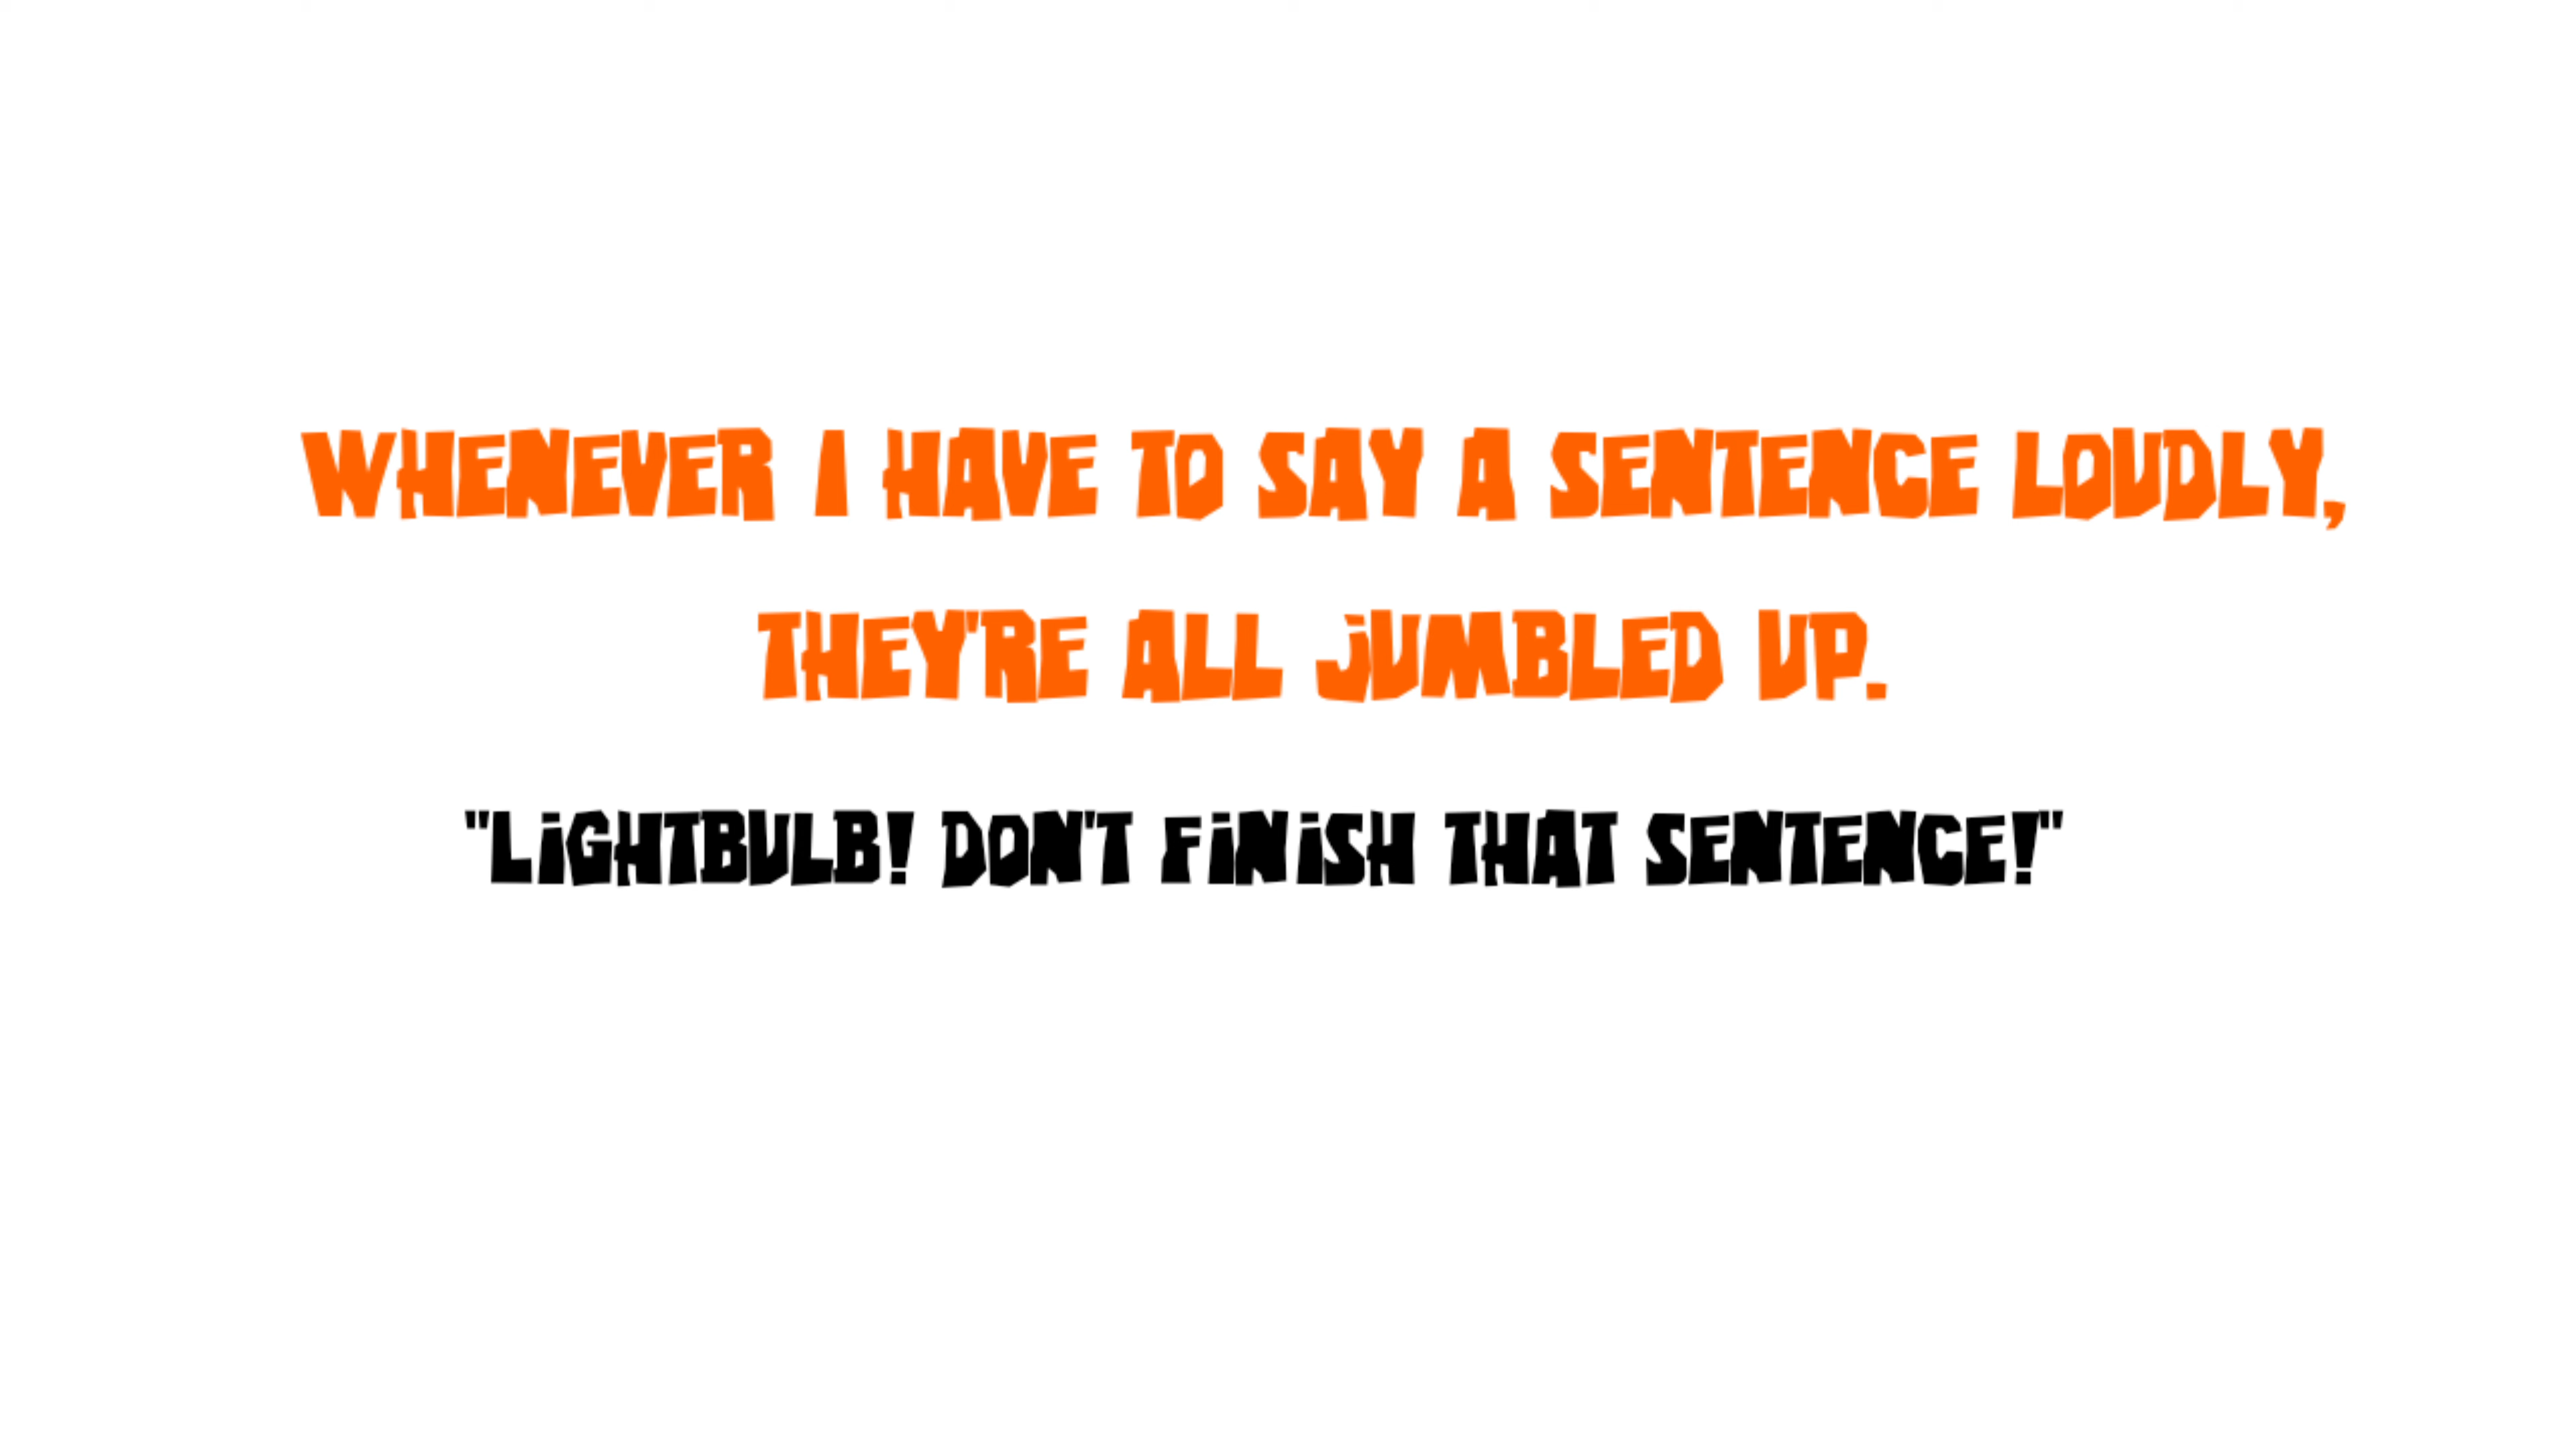 WHENEVER I HAVE TO SAY A SENTENCE LOUDLY,
THEY'RE ALL JUMBLED UP.
"LIGHTBULB! DON'T FINISH THAT SENTENCE!"